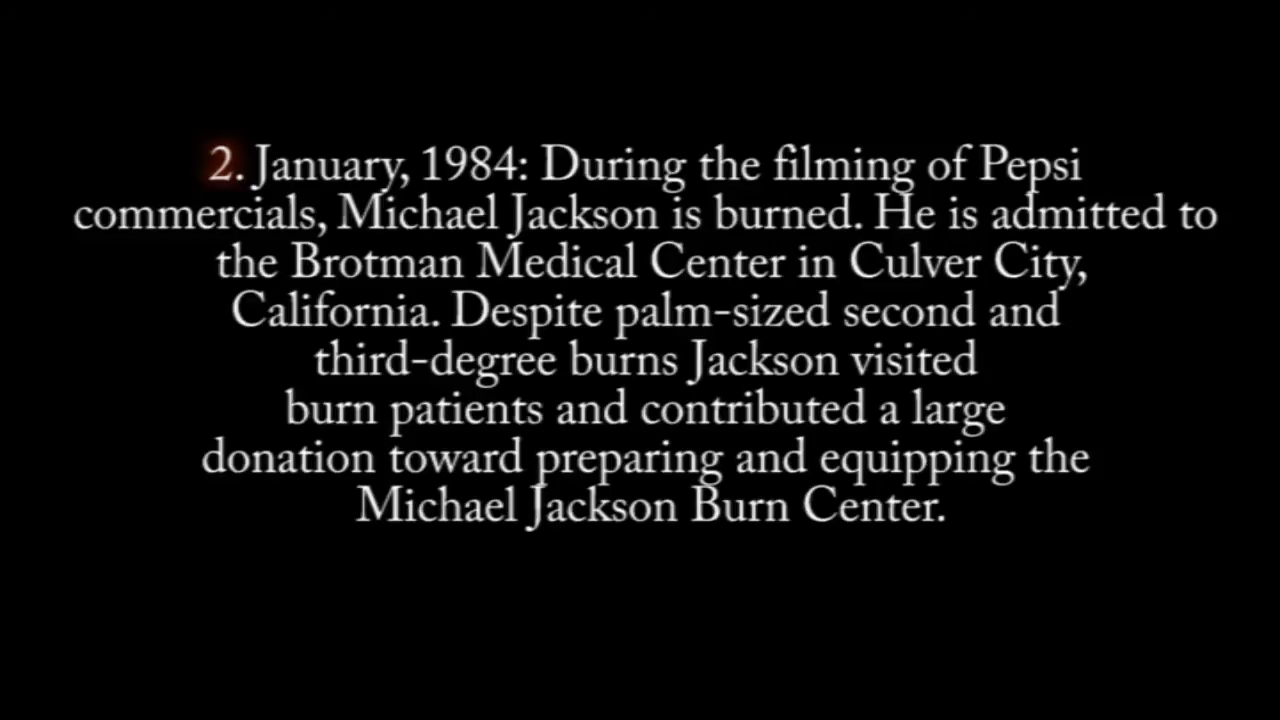 2. January, 1984: During the filming of Pepsi
commercials, Michael Jackson is burned. He is admitted to
the Brotman Medical Center in Culver City,
California. Despite palm-sized second and
third-degree burns Jackson visited
burn patients and contributed a large
donation toward preparing and equipping the
Michael Jackson Burn Center.